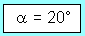 α = 20°